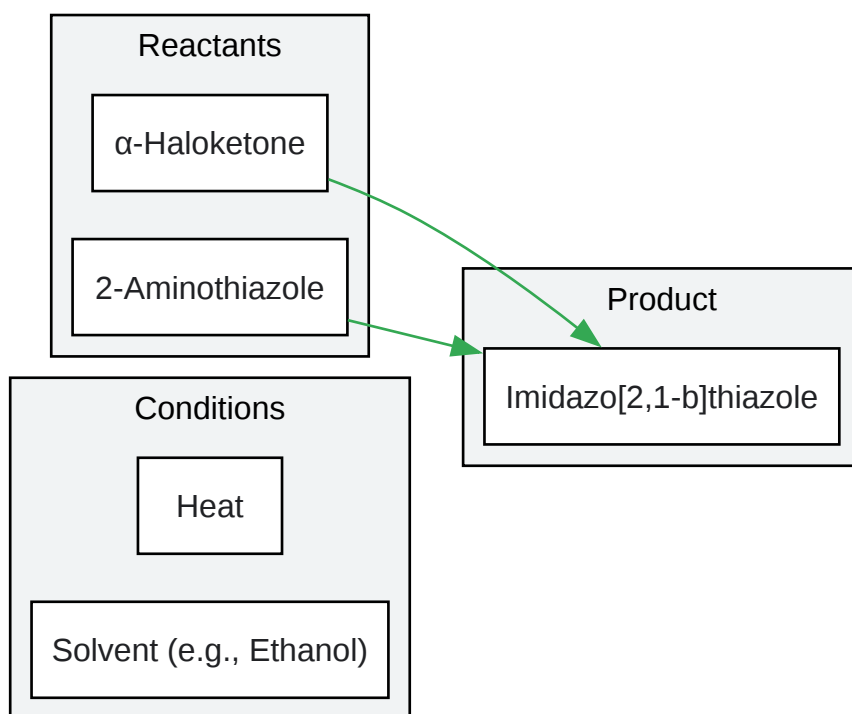 Reactants
α-Haloketone
2-Aminothiazole
Product
Imidazo[2,1-b]thiazole
Conditions
Heat
Solvent (e.g., Ethanol)